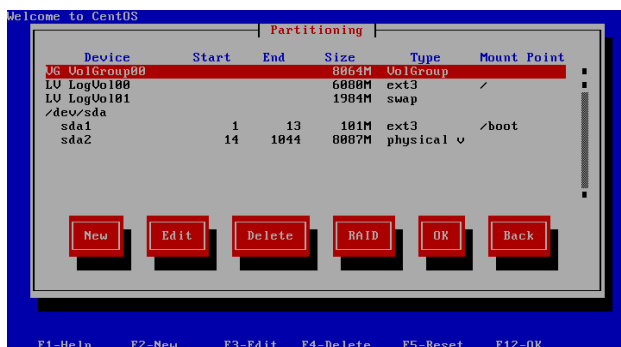 Welcome to CentOS
Partitioning
Device Start End Size Type Mount Point
VG VolGroup00 8064M VolGroup
LV LogVol00 6080M ext3 /
LV LogVol01 1984M swap
/dev/sda
sda1 1 13 101M ext3 /boot
sda2 14 1044 8087M physical v
New Edit Delete RAID OK Back
F1-Help F2-New F3-Edit F4-Delete F5-Reset F12-OK